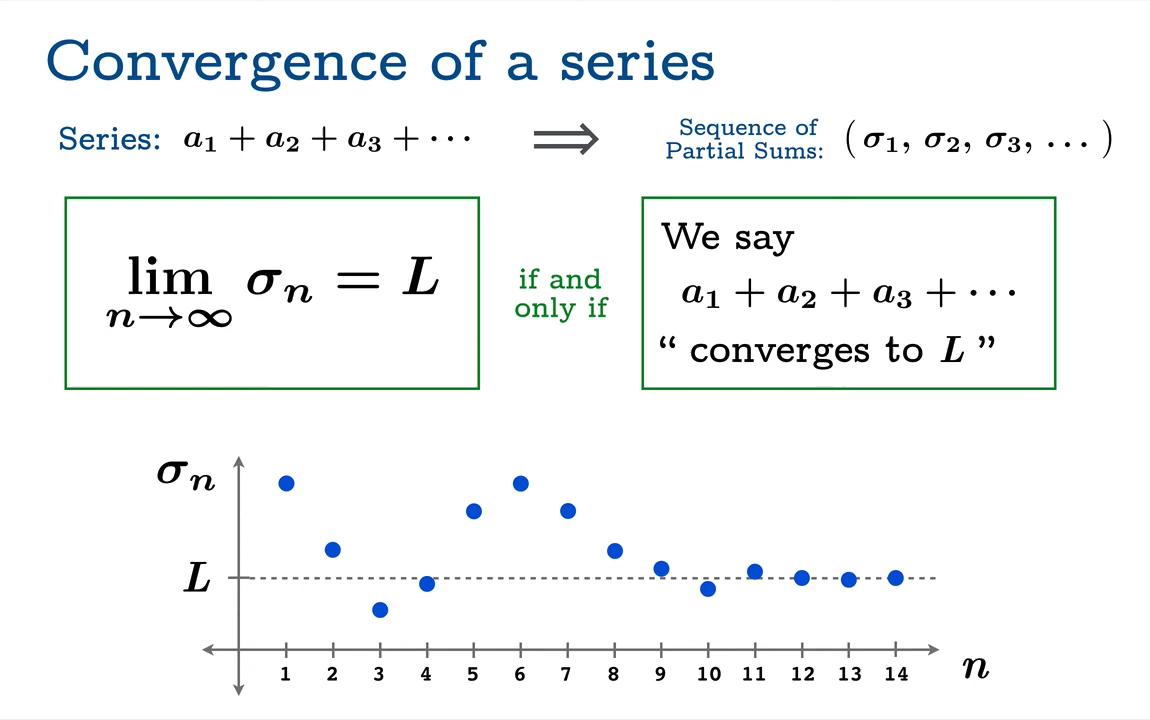 Convergence of a series
Series: a₁ + a₂ + a₃ + ···
⟹
Sequence of
Partial Sums:
(σ₁, σ₂, σ₃, ...)
lim σₙ = L
n→∞
if and
only if
We say
a₁ + a₂ + a₃ + ···
“ converges to L ”
σₙ
L
1 2 3 4 5 6 7 8 9 10 11 12 13 14
n